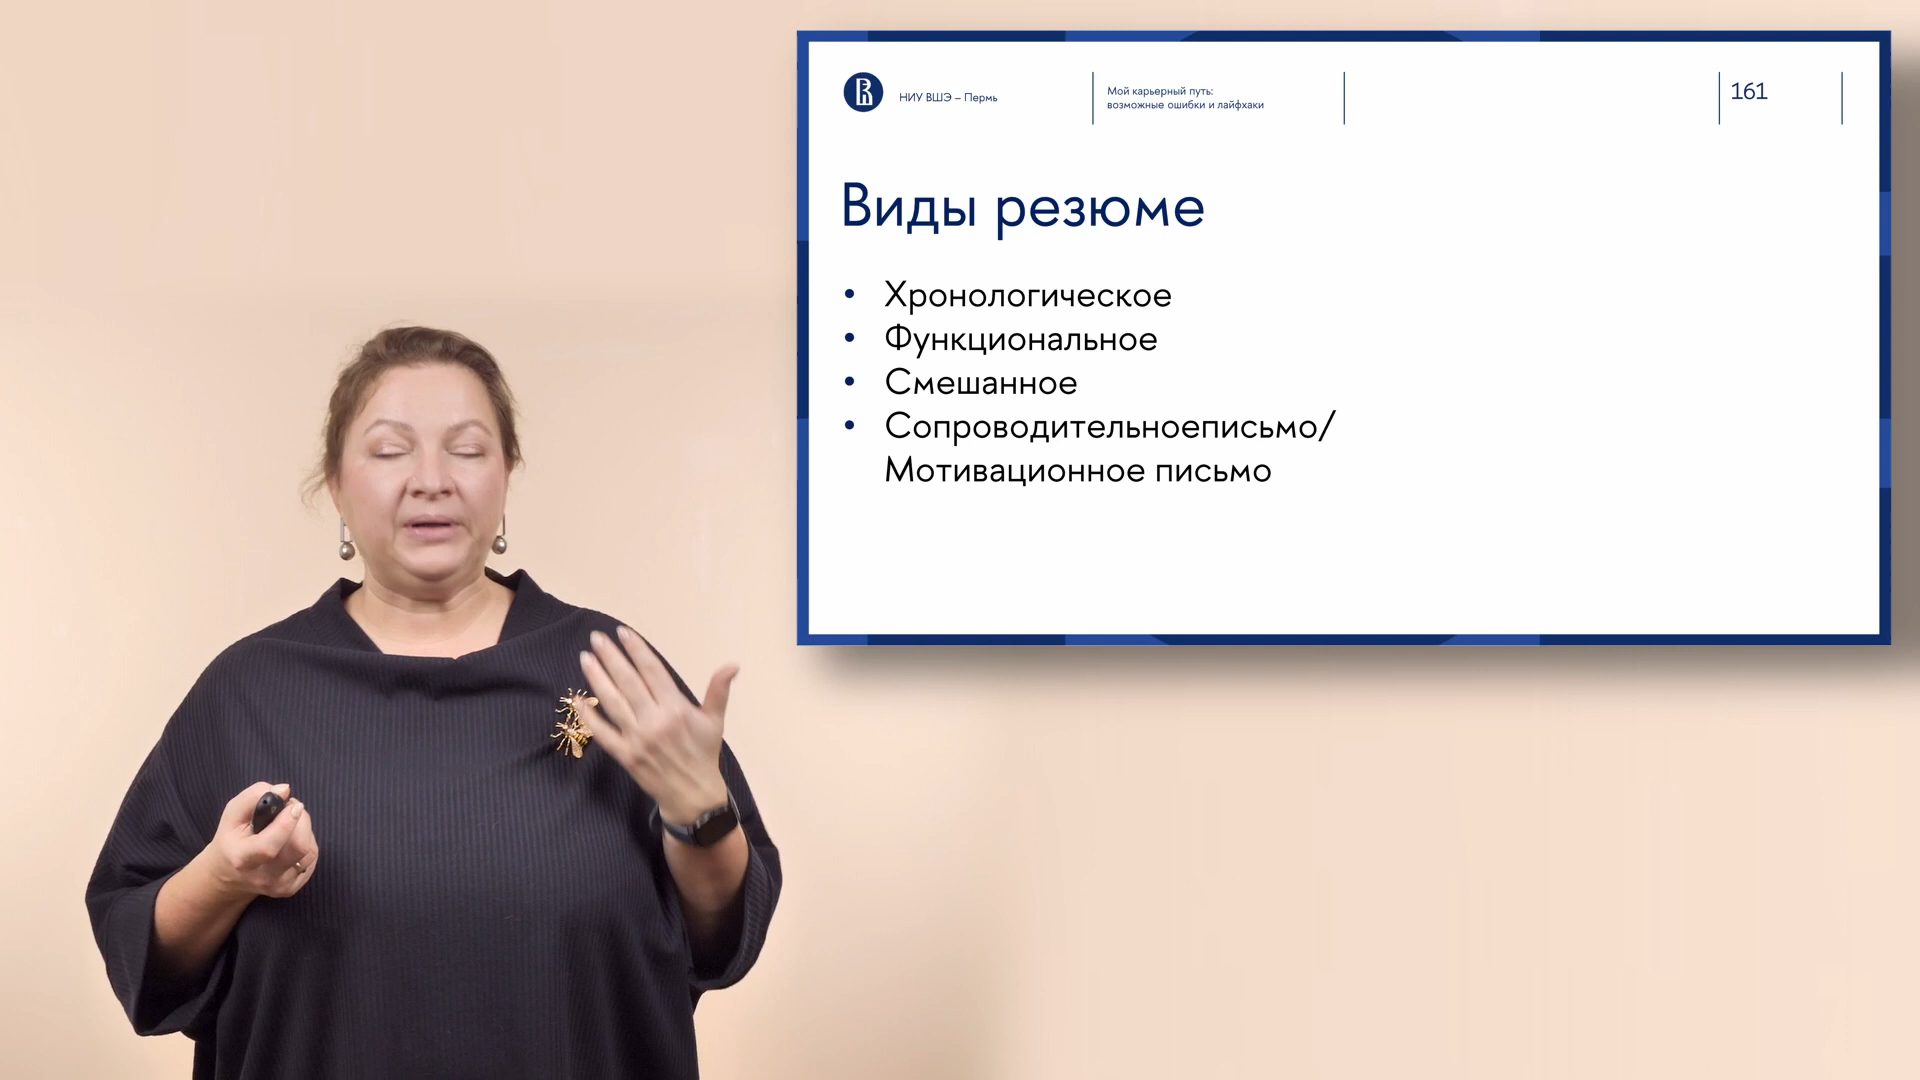 НИУ ВШЭ – Пермь
Мой карьерный путь:
возможные ошибки и лайфхаки
161
Виды резюме
• Хронологическое
• Функциональное
• Смешанное
• Сопроводительноеписьмо/
Мотивационное письмо